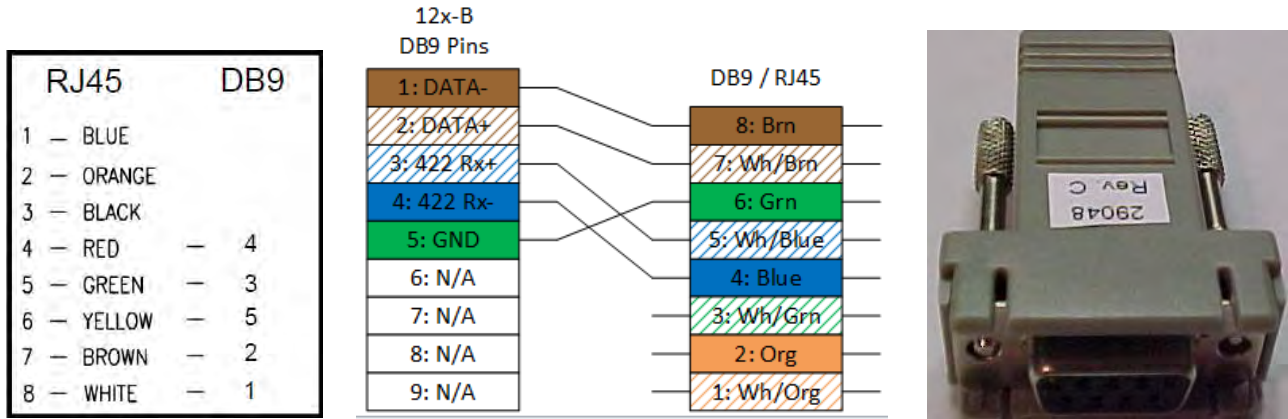 RJ45 DB9
1 – BLUE
2 – ORANGE
3 – BLACK
4 – RED – 4
5 – GREEN – 3
6 – YELLOW – 5
7 – BROWN – 2
8 – WHITE – 1
12x-B
DB9 Pins
1: DATA-
2: DATA+
3: 422 Rx+
4: 422 Rx-
5: GND
6: N/A
7: N/A
8: N/A
9: N/A
DB9 / RJ45
8: Brn
7: Wh/Brn
6: Grn
5: Wh/Blue
4: Blue
3: Wh/Grn
2: Org
1: Wh/Org
29048
Rev. C